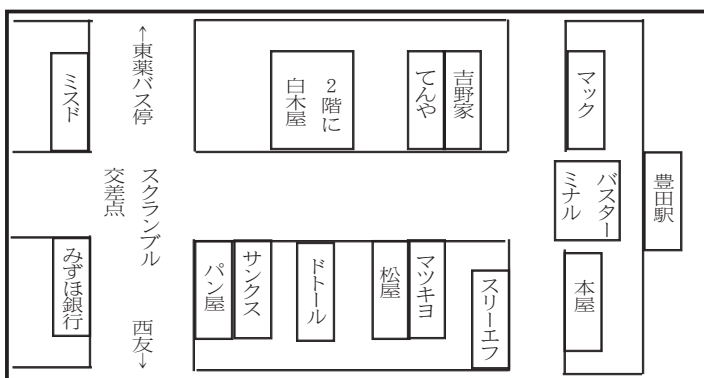 ミスド
←東薬バス停
2階に
白木屋
てんや
吉野家
マック
スクランブル
交差点
バスター
ミナル
豊田駅
みずほ銀行
西友→
パン屋
サンクス
ドトール
松屋
マツキヨ
スリーエフ
本屋